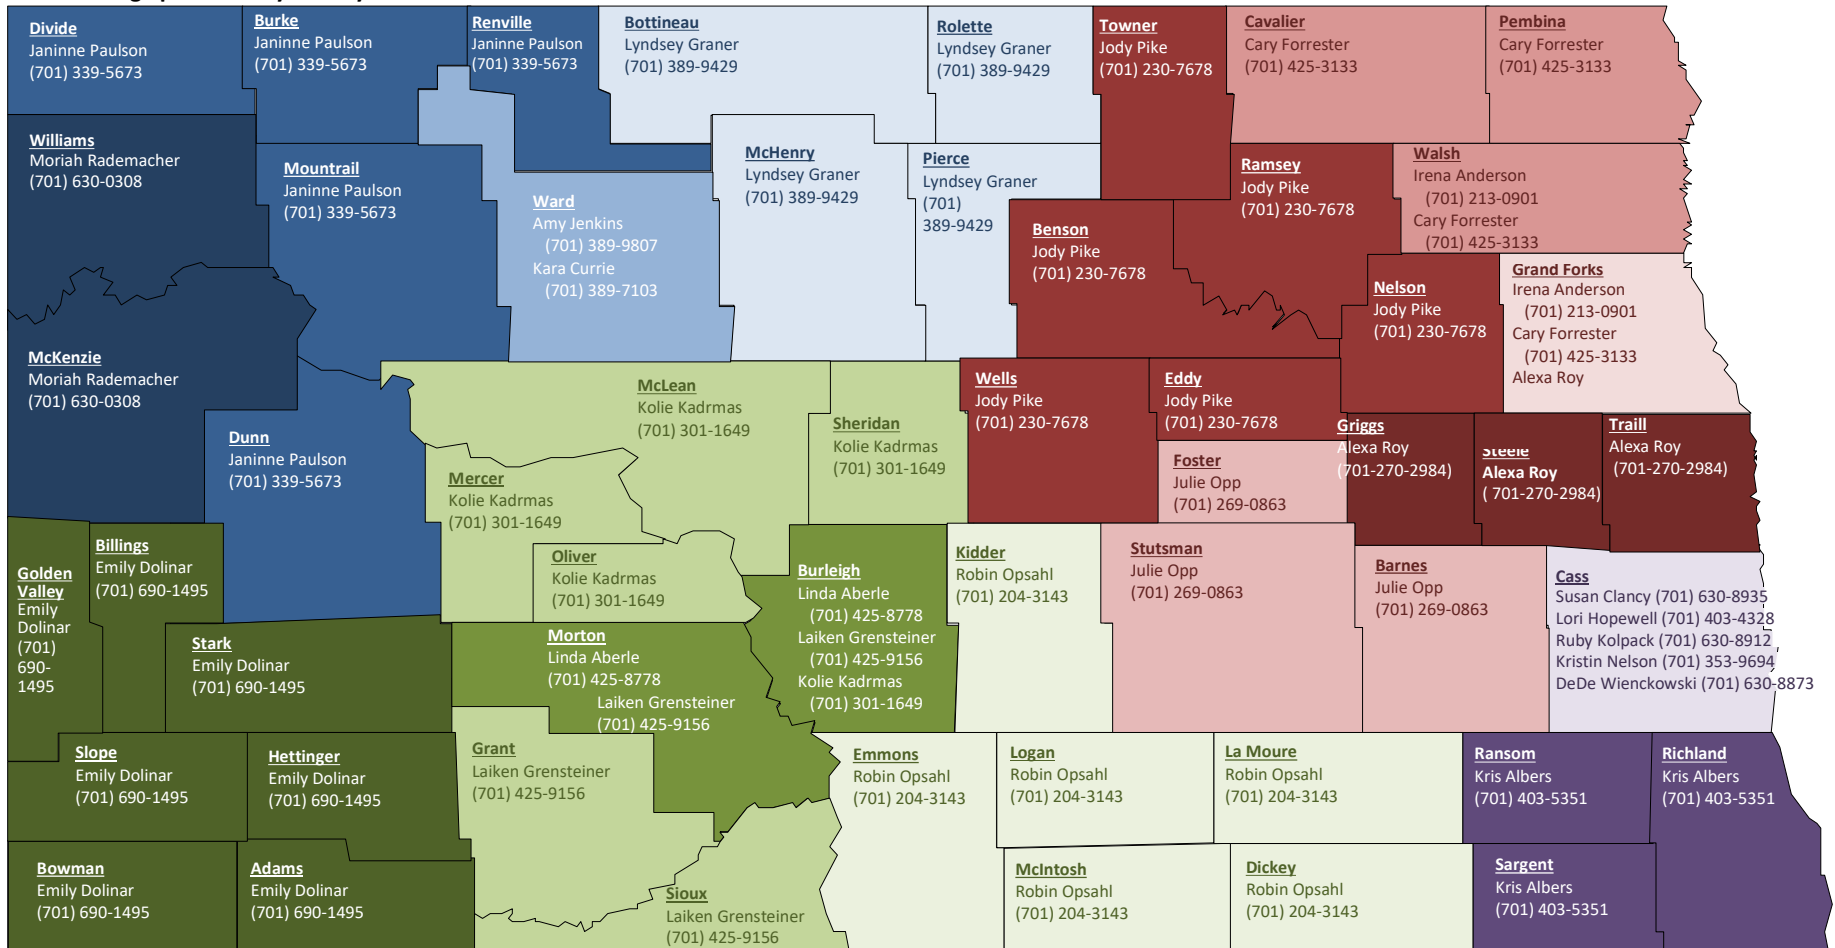 Divide
Janinne Paulson
(701) 339-5673
Burke
Janinne Paulson
(701) 339-5673
Renville
Janinne Paulson
(701) 339-5673
Bottineau
Lyndsey Graner
(701) 389-9429
Rolette
Lyndsey Graner
(701) 389-9429
Towner
Jody Pike
(701) 230-7678
Cavalier
Cary Forrester
(701) 425-3133
Pembina
Cary Forrester
(701) 425-3133
Williams
Moriah Rademacher
(701) 630-0308
Mountrail
Janinne Paulson
(701) 339-5673
Ward
Amy Jenkins
(701) 389-9807
Kara Currie
(701) 389-7103
McHenry
Lyndsey Graner
(701) 389-9429
Pierce
Lyndsey Graner
(701)
389-9429
Benson
Jody Pike
(701) 230-7678
Ramsey
Jody Pike
(701) 230-7678
Walsh
Irena Anderson
(701) 213-0901
Cary Forrester
(701) 425-3133
Nelson
Jody Pike
(701) 230-7678
Grand Forks
Irena Anderson
(701) 213-0901
Cary Forrester
(701) 425-3133
Alexa Roy
McKenzie
Moriah Rademacher
(701) 630-0308
Dunn
Janinne Paulson
(701) 339-5673
McLean
Kolie Kadrmas
(701) 301-1649
Sheridan
Kolie Kadrmas
(701) 301-1649
Wells
Jody Pike
(701) 230-7678
Eddy
Jody Pike
(701) 230-7678
Griggs
Alexa Roy
(701-270-2984)
Steele
Alexa Roy
( 701-270-2984)
Traill
Alexa Roy
(701-270-2984)
Mercer
Kolie Kadrmas
(701) 301-1649
Foster
Julie Opp
(701) 269-0863
Golden
Valley
Emily
Dolinar
(701)
690-
1495
Billings
Emily Dolinar
(701) 690-1495
Oliver
Kolie Kadrmas
(701) 301-1649
Burleigh
Linda Aberle
(701) 425-8778
Laiken Grensteiner
(701) 425-9156
Kolie Kadrmas
(701) 301-1649
Kidder
Robin Opsahl
(701) 204-3143
Stutsman
Julie Opp
(701) 269-0863
Barnes
Julie Opp
(701) 269-0863
Cass
Susan Clancy (701) 630-8935
Lori Hopewell (701) 403-4328
Ruby Kolpack (701) 630-8912
Kristin Nelson (701) 353-9694
DeDe Wienckowski (701) 630-8873
Stark
Emily Dolinar
(701) 690-1495
Morton
Linda Aberle
(701) 425-8778
Laiken Grensteiner
(701) 425-9156
Slope
Emily Dolinar
(701) 690-1495
Hettinger
Emily Dolinar
(701) 690-1495
Grant
Laiken Grensteiner
(701) 425-9156
Emmons
Robin Opsahl
(701) 204-3143
Logan
Robin Opsahl
(701) 204-3143
La Moure
Robin Opsahl
(701) 204-3143
Ransom
Kris Albers
(701) 403-5351
Richland
Kris Albers
(701) 403-5351
Bowman
Emily Dolinar
(701) 690-1495
Adams
Emily Dolinar
(701) 690-1495
Sioux
Laiken Grensteiner
(701) 425-9156
McIntosh
Robin Opsahl
(701) 204-3143
Dickey
Robin Opsahl
(701) 204-3143
Sargent
Kris Albers
(701) 403-5351